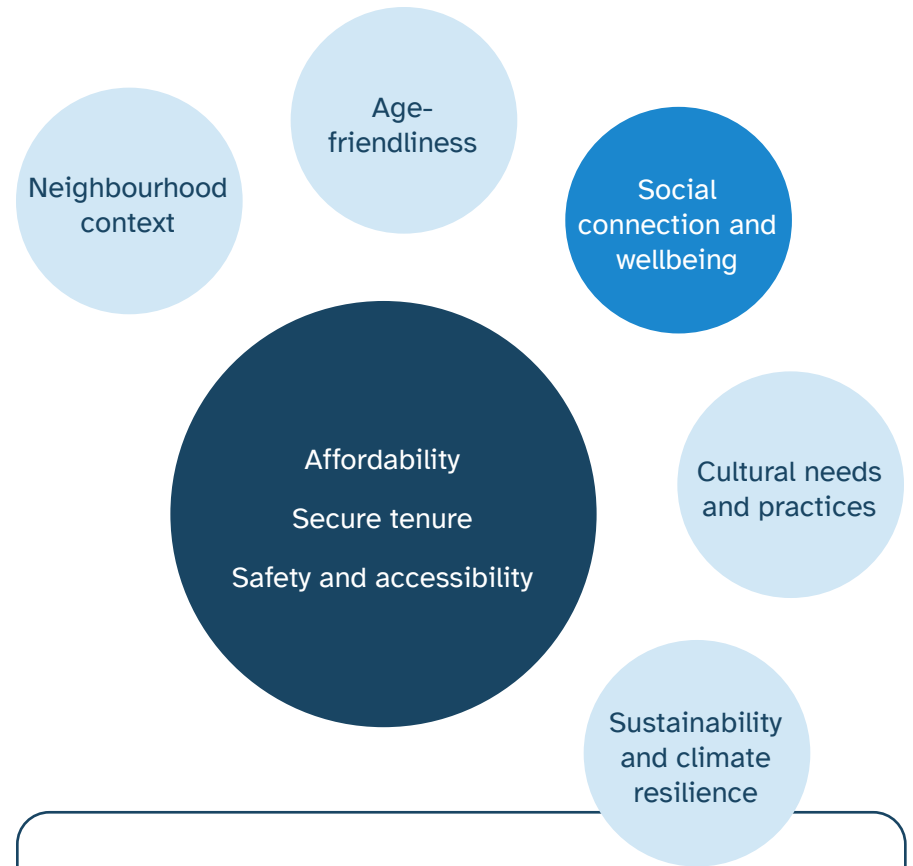 Age-
friendliness
Neighbourhood
context
Social
connection and
wellbeing
Affordability
Secure tenure
Safety and accessibility
Cultural needs
and practices
Sustainability
and climate
resilience